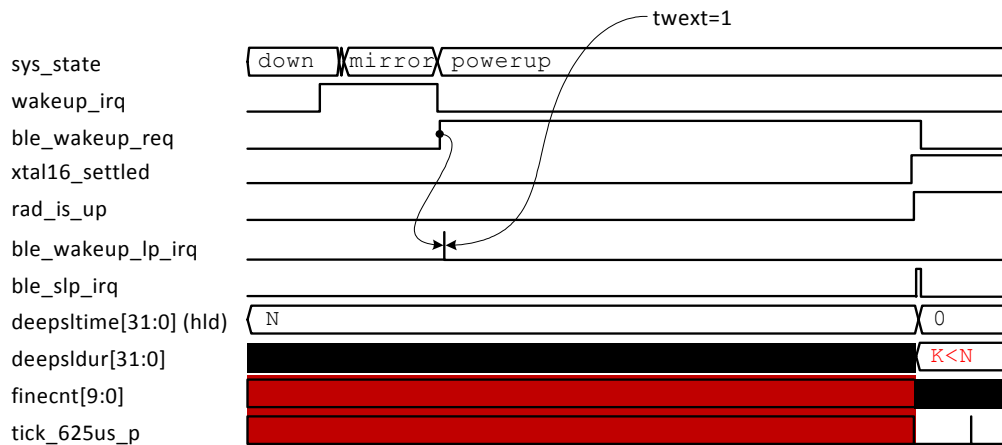 twext=1
sys_state down mirror powerup
wakeup_irq
ble_wakeup_req
xtal16_settled
rad_is_up
ble_wakeup_lp_irq
ble_slp_irq
deepsltime[31:0] (hld) N 0
deepsldur[31:0] K<N
finecnt[9:0]
tick_625us_p